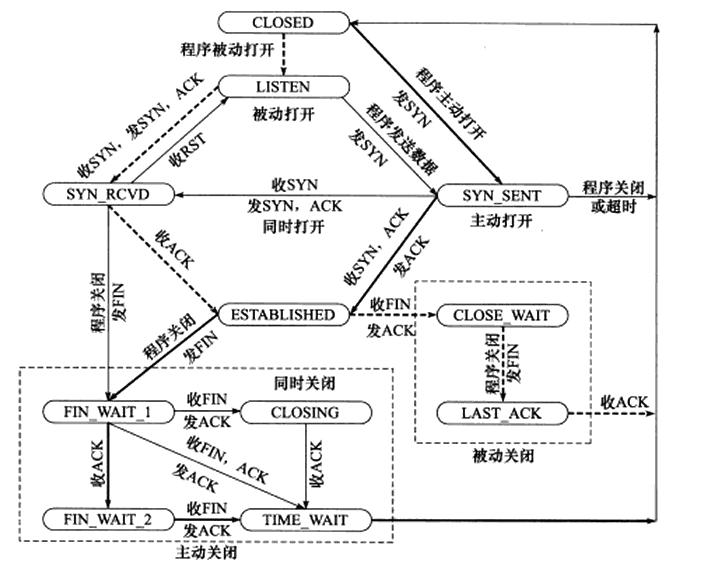 CLOSED
程序被动打开
LISTEN
被动打开
收SYN，发SYN，ACK
收RST
程序发送数据
发SYN
程序主动打开
发SYN
SYN_RCVD
收SYN
发SYN，ACK
同时打开
SYN_SENT
主动打开
程序关闭
或超时
收ACK
收SYN，ACK
发ACK
程序关闭
发FIN
ESTABLISHED
收FIN
发ACK
CLOSE_WAIT
程序关闭
发FIN
程序关闭
发FIN
LAST_ACK
收ACK
被动关闭
同时关闭
FIN_WAIT_1
收FIN
发ACK
CLOSING
收ACK
收FIN，ACK
发ACK
收ACK
FIN_WAIT_2
收FIN
发ACK
TIME_WAIT
主动关闭